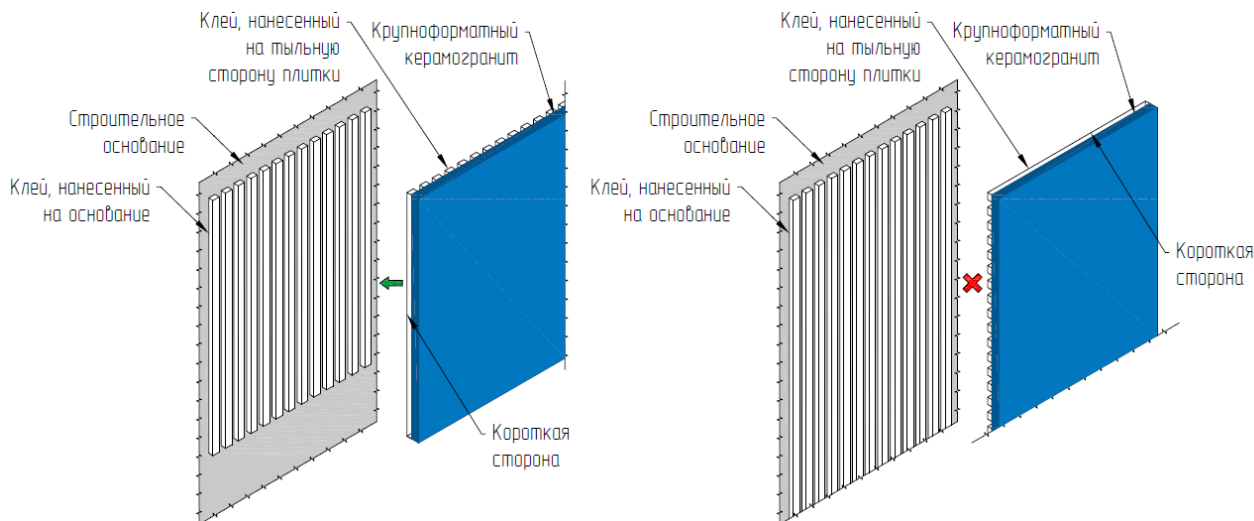 Клей, нанесенный
на тыльную
сторону плитки
Крупноформатный
керамогранит
Строительное
основание
Клей, нанесенный
на основание
Короткая
сторона
Клей, нанесенный
на тыльную
сторону плитки
Крупноформатный
керамогранит
Строительное
основание
Клей, нанесенный
на основание
Короткая
сторона